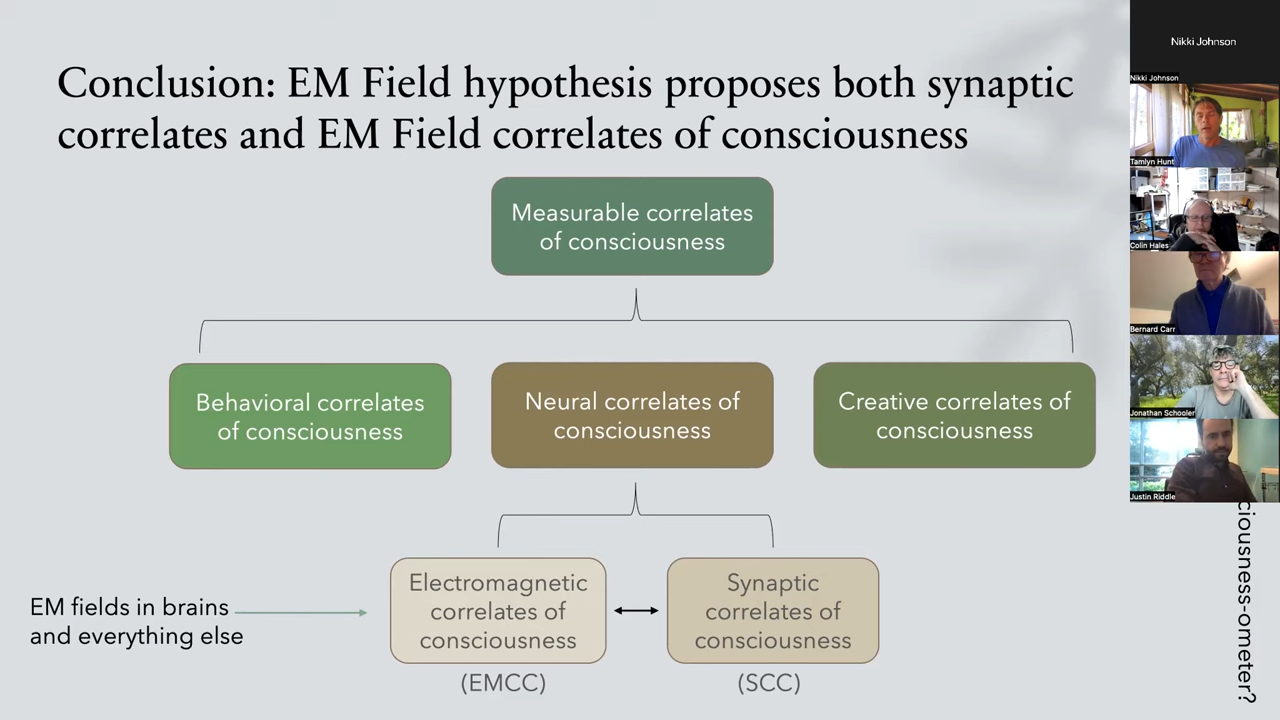 Conclusion: EM Field hypothesis proposes both synaptic
correlates and EM Field correlates of consciousness
Measurable correlates
of consciousness
Behavioral correlates
of consciousness
Neural correlates of
consciousness
Creative correlates of
consciousness
EM fields in brains
and everything else
Electromagnetic
correlates of
consciousness
(EMCC)
Synaptic
correlates of
consciousness
(SCC)
Nikki Johnson
Nikki Johnson
Tamlyn Hunt
Colin Hales
Bernard Carr
Jonathan Schooler
Justin Riddle
ciousness-ometer?